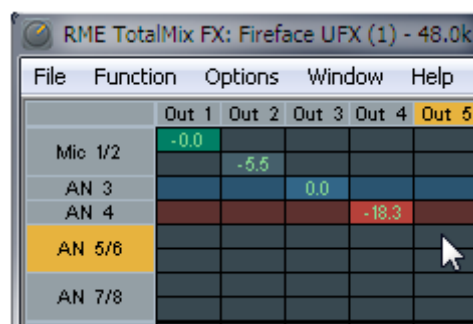 RME TotalMix FX: Fireface UFX (1) - 48.0k
File Function Options Window Help
Out 1 Out 2 Out 3 Out 4 Out 5
Mic 1/2 -0.0
-5.5
AN 3 0.0
AN 4 -18.3
AN 5/6
AN 7/8